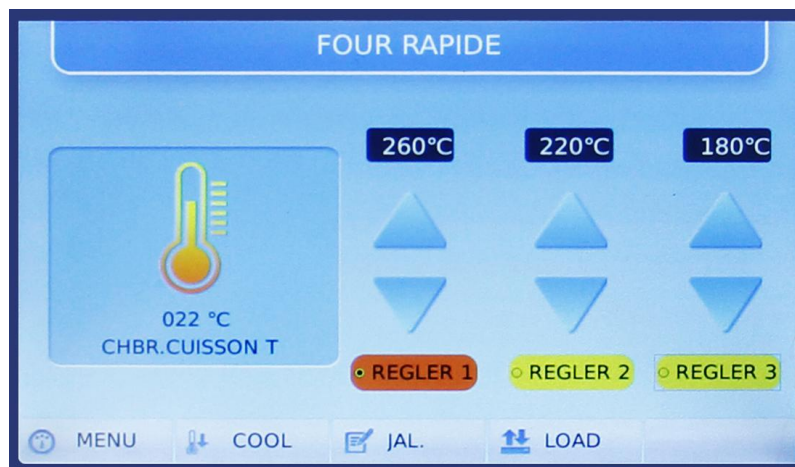 FOUR RAPIDE
260°C 220°C 180°C
022 °C
CHBR.CUISSON T
REGLER 1 REGLER 2 REGLER 3
MENU COOL JAL. LOAD